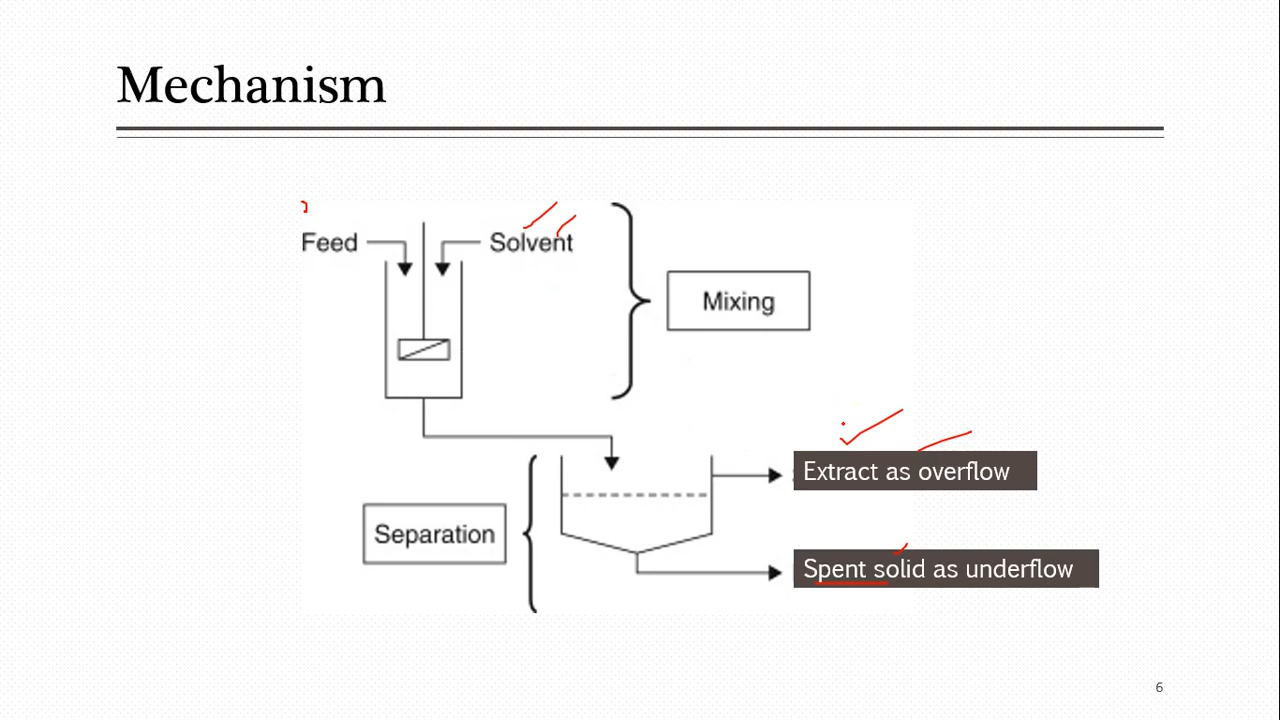 Mechanism
Feed
Solvent
Mixing
Extract as overflow
Separation
Spent solid as underflow
6